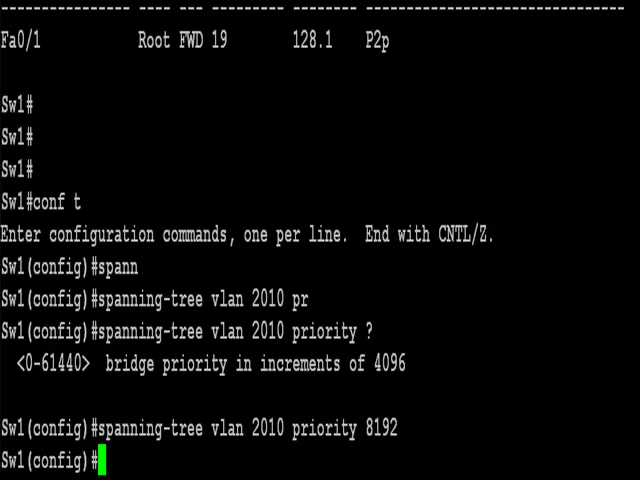 ---------------- ---- --- --------- -------- --------------------------------
Fa0/1            Root FWD 19        128.1    P2p
Sw1#
Sw1#
Sw1#
Sw1#conf t
Enter configuration commands, one per line.  End with CNTL/Z.
Sw1(config)#spann
Sw1(config)#spanning-tree vlan 2010 pr
Sw1(config)#spanning-tree vlan 2010 priority ?
  <0-61440>  bridge priority in increments of 4096
Sw1(config)#spanning-tree vlan 2010 priority 8192
Sw1(config)#